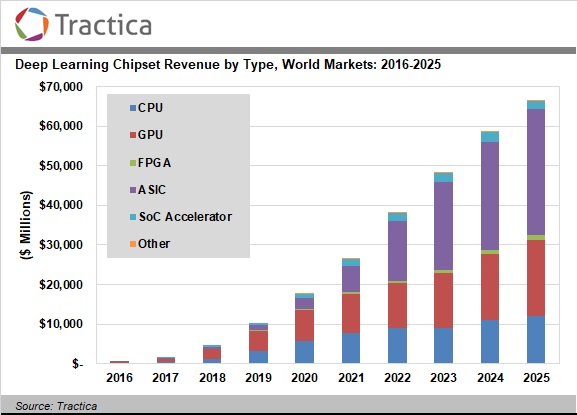 Tractica
Deep Learning Chipset Revenue by Type, World Markets: 2016-2025
$70,000
$60,000
$50,000
$40,000
$30,000
$20,000
$10,000
$-
($ Millions)
CPU
GPU
FPGA
ASIC
SoC Accelerator
Other
2016
2017
2018
2019
2020
2021
2022
2023
2024
2025
Source: Tractica